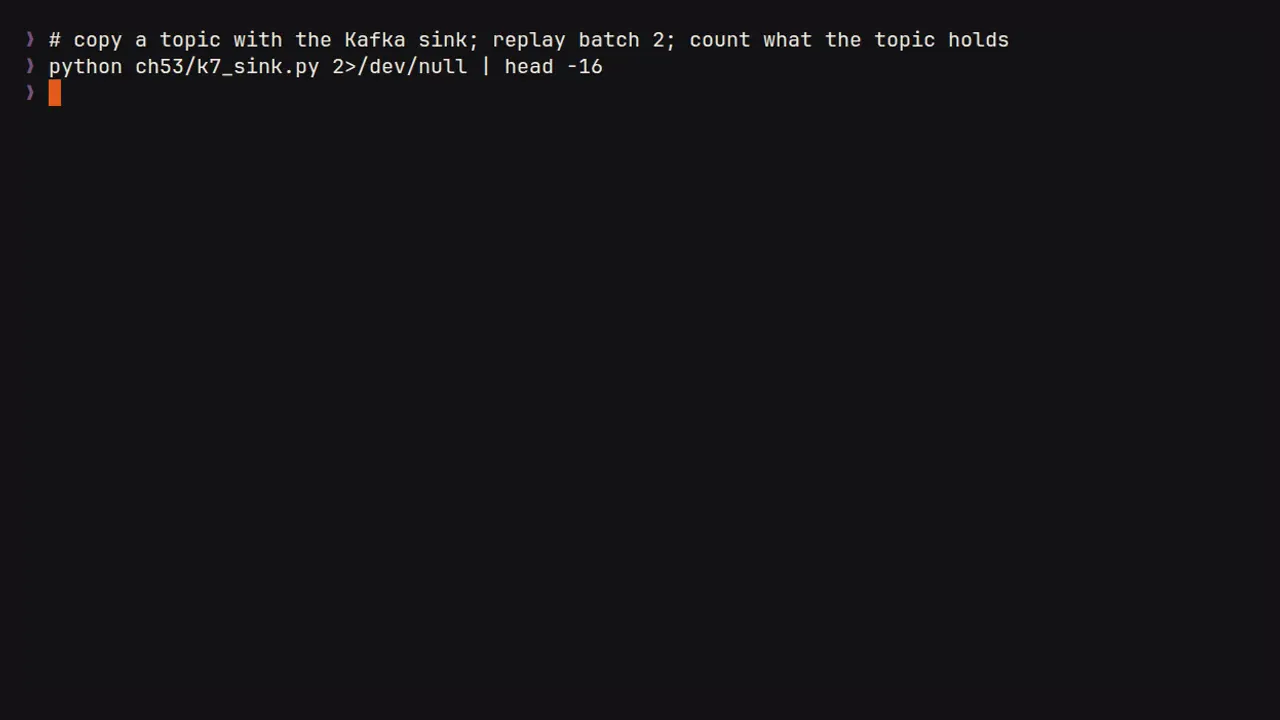 ❫ # copy a topic with the Kafka sink; replay batch 2; count what the topic holds
❫ python ch53/k7_sink.py 2>/dev/null | head -16
❫